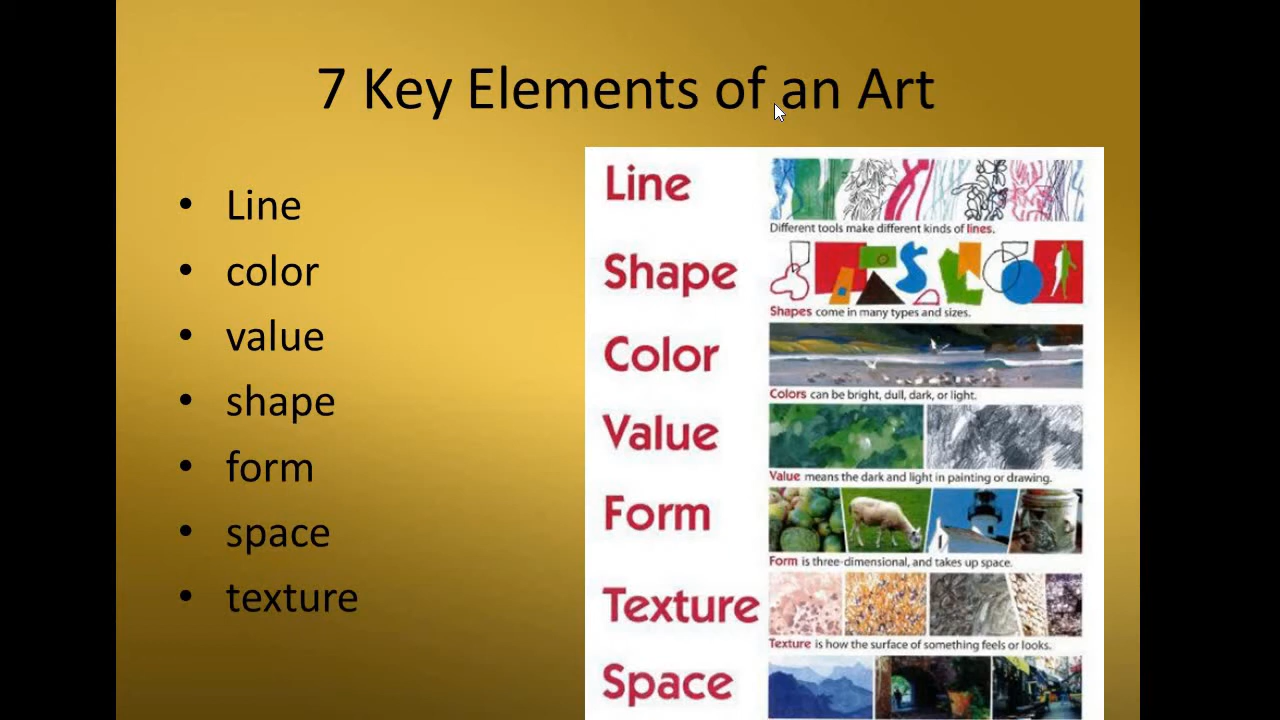 7 Key Elements of an Art
• Line
• color
• value
• shape
• form
• space
• texture
Line
Different tools make different kinds of lines.
Shape
Shapes come in many types and sizes.
Color
Colors can be bright, dull, dark, or light.
Value
Value means the dark and light in painting or drawing.
Form
Form is three-dimensional, and takes up space.
Texture
Texture is how the surface of something feels or looks.
Space